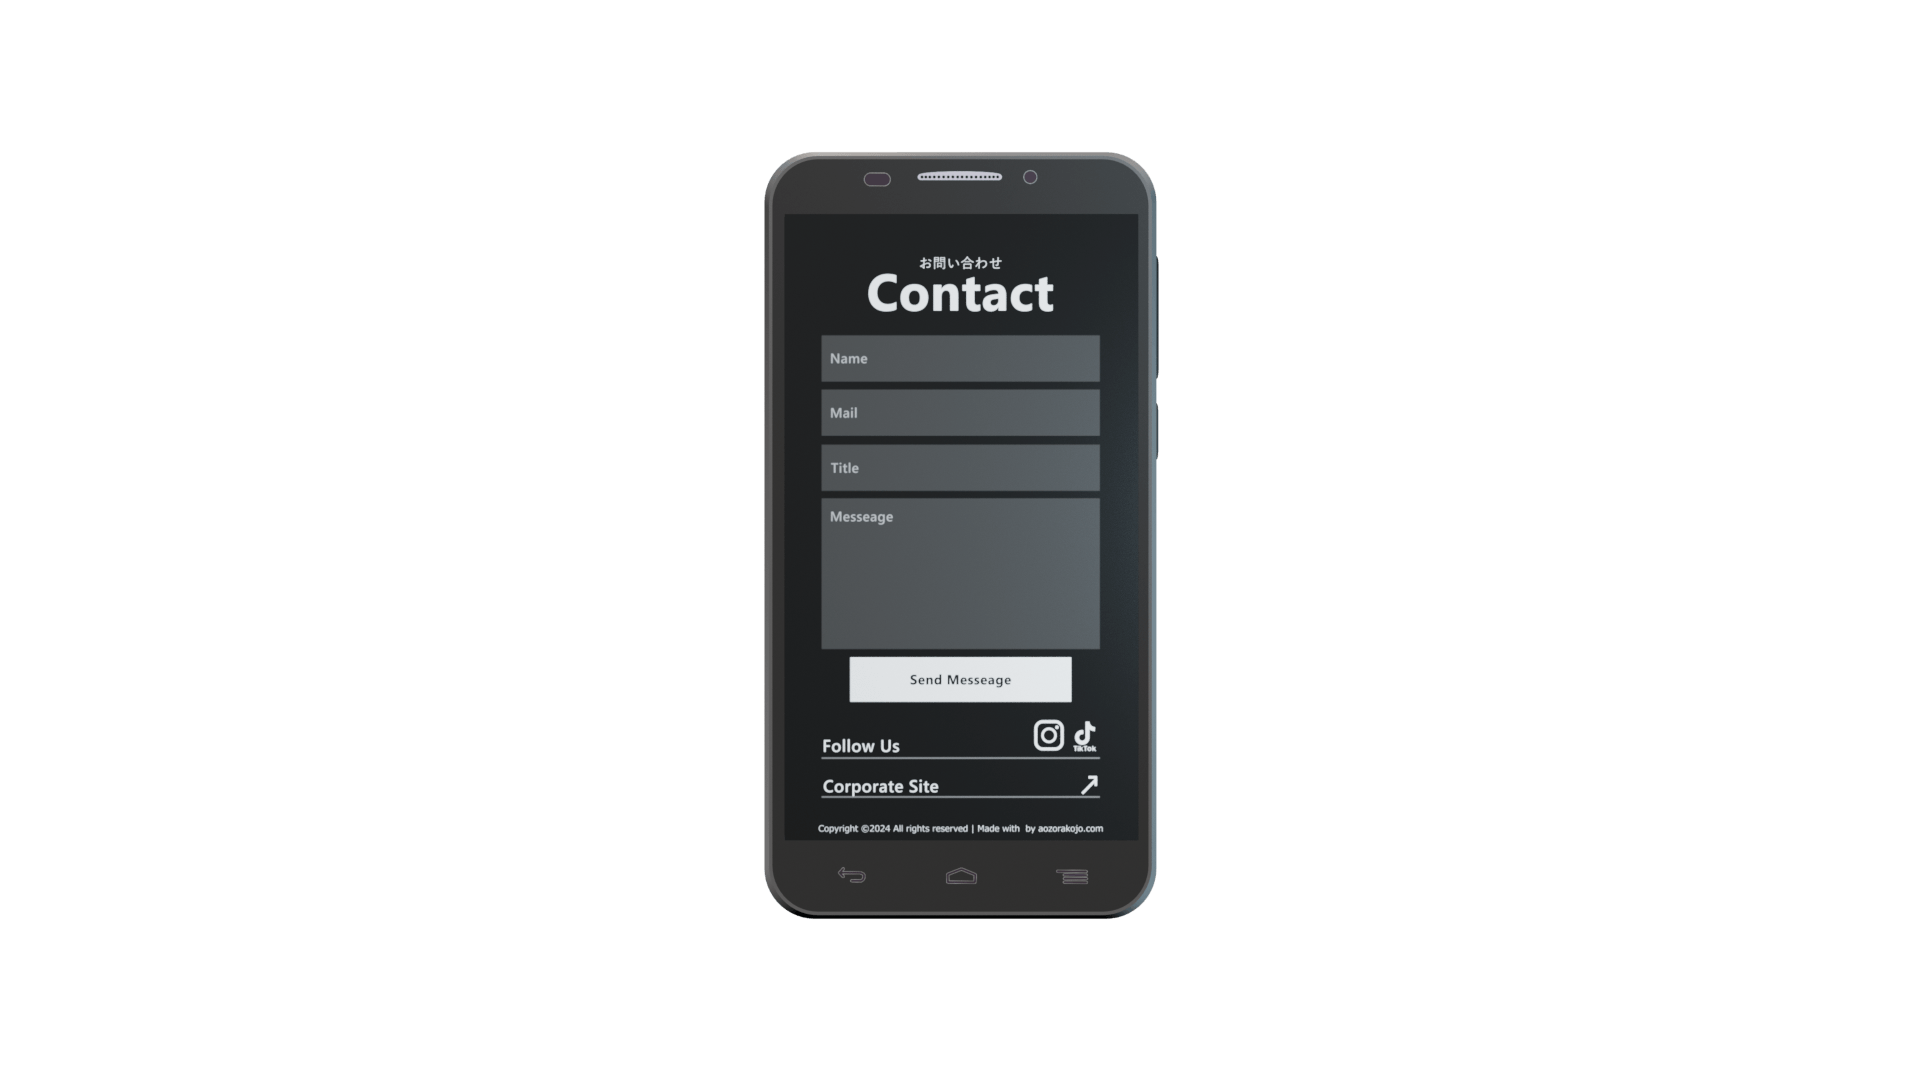 お問い合わせ
Contact
Name
Mail
Title
Messeage
Send Messeage
TikTok
Follow Us
Corporate Site
Copyright ©2024 All rights reserved | Made with by aozorakojo.com